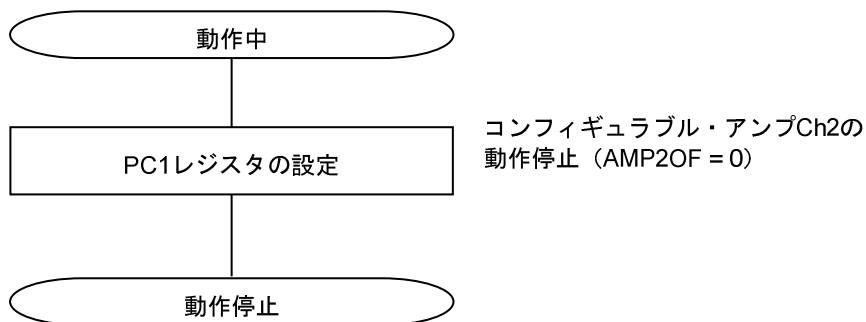 動作中
PC1レジスタの設定
コンフィギュラブル・アンプCh2の
動作停止（AMP2OF = 0）
動作停止